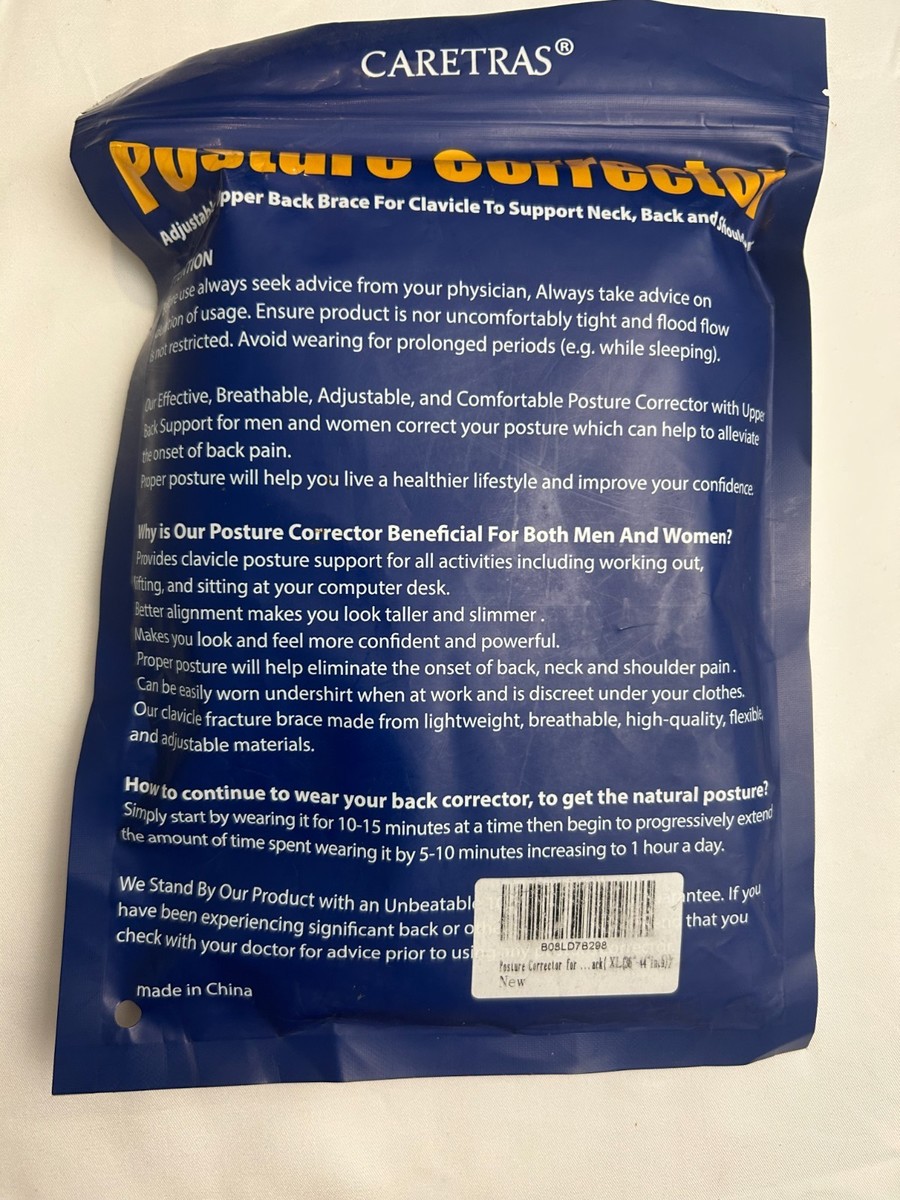 CARETRAS®
Posture Corrector
Upper Back Brace For Clavicle To Support Neck, Back and
use always seek advice from your physician, Always take advice on
of usage. Ensure product is nor uncomfortably tight and flood flow
is not restricted. Avoid wearing for prolonged periods (e.g. while sleeping).
Our Effective, Breathable, Adjustable, and Comfortable Posture Corrector with Upper
Back Support for men and women correct your posture which can help to alleviate
the onset of back pain.
Proper posture will help you live a healthier lifestyle and improve your confidence.
Why is Our Posture Corrector Beneficial For Both Men And Women?
Provides clavicle posture support for all activities including working out,
lifting, and sitting at your computer desk.
Better alignment makes you look taller and slimmer.
Makes you look and feel more confident and powerful.
Proper posture will help eliminate the onset of back, neck and shoulder pain.
Can be easily worn undershirt when at work and is discreet under your clothes.
Our clavicle fracture brace made from lightweight, breathable, high-quality, flexible,
and adjustable materials.
How to continue to wear your back corrector, to get the natural posture?
Simply start by wearing it for 10-15 minutes at a time then begin to progressively extend
the amount of time spent wearing it by 5-10 minutes increasing to 1 hour a day.
We Stand By Our Product with an Unbeatable If you
have been experiencing significant back or that you
check with your doctor for advice prior to
B08LD78298
Posture Corrector for
New
made in China